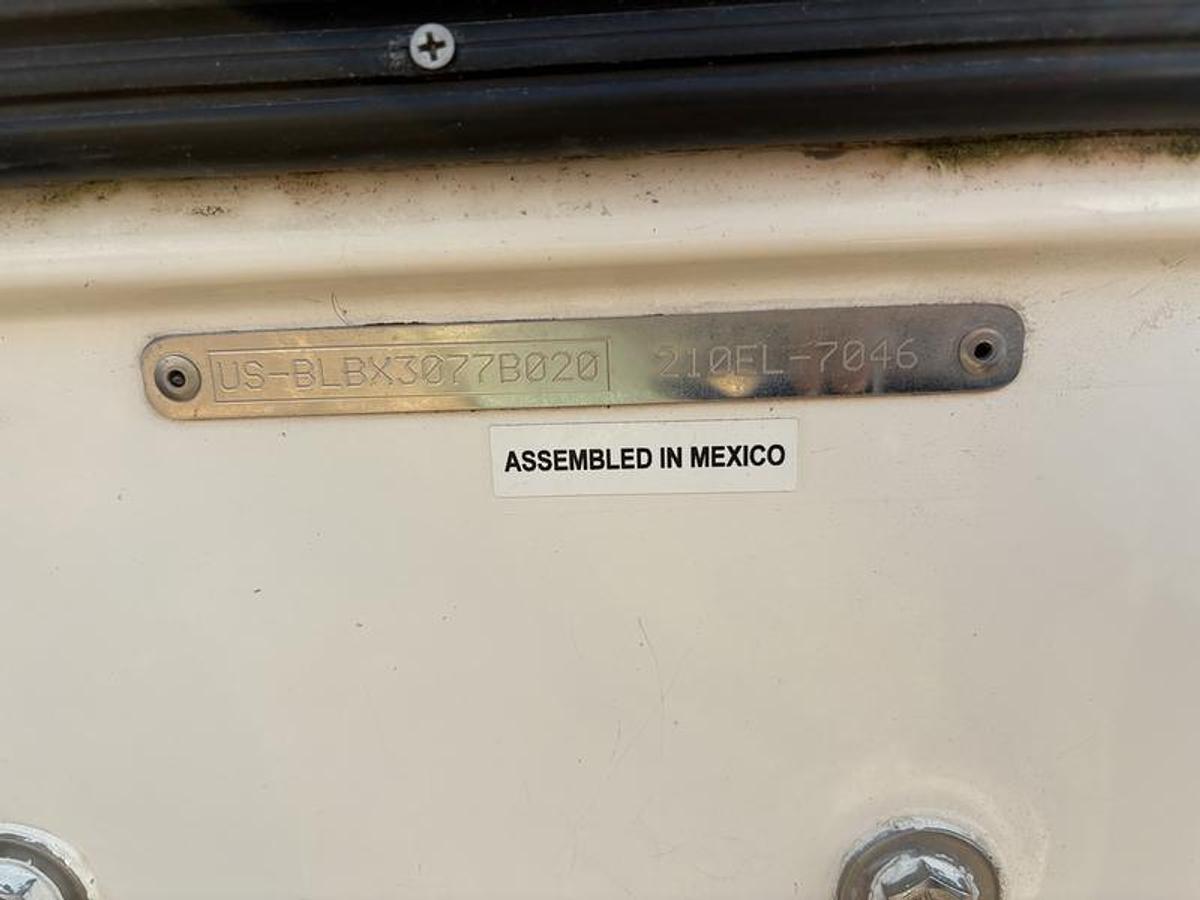 US-BLBX3077B020 210FL-7046
ASSEMBLED IN MEXICO